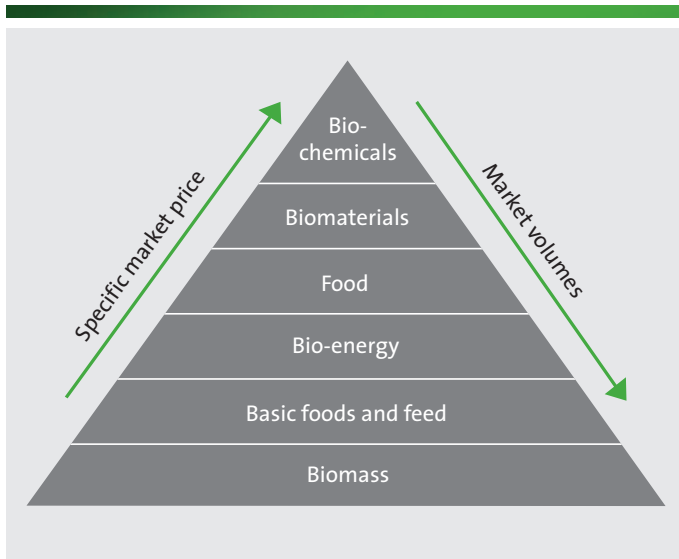 Bio-
chemicals
Specific market price
Market volumes
Biomaterials
Food
Bio-energy
Basic foods and feed
Biomass